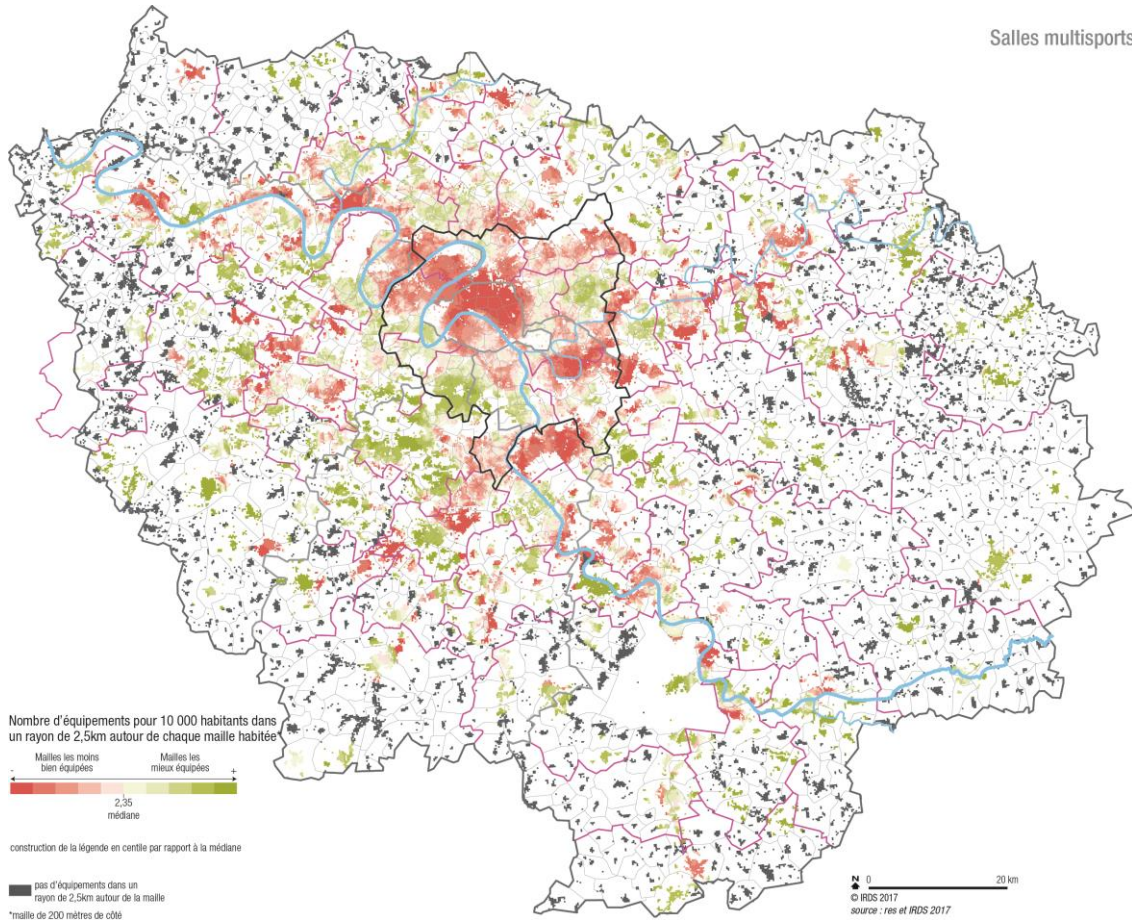 Salles multisports
Nombre d'équipements pour 10 000 habitants dans
un rayon de 2,5km autour de chaque maille habitée
Mailles les moins
bien équipées
Mailles les
mieux équipées
- +
2,35
médiane
construction de la légende en centile par rapport à la médiane
pas d'équipements dans un
rayon de 2,5km autour de la maille
*maille de 200 mètres de côté
N 0 20 km
© IRDS 2017
source : res et IRDS 2017